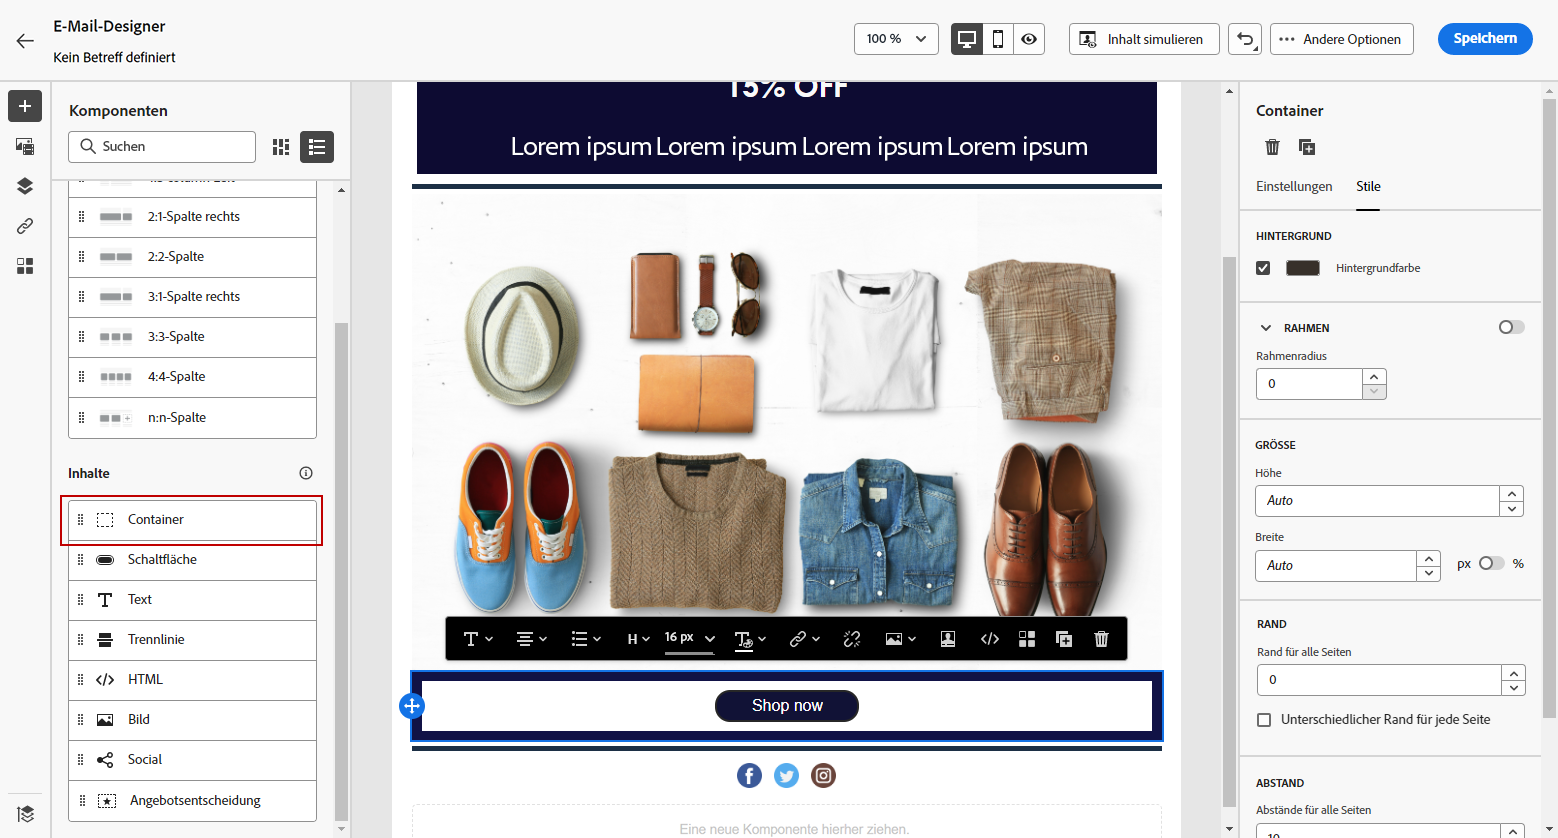 E-Mail-Designer
Kein Betreff definiert
100 %
Inhalt simulieren
Andere Optionen
Speichern
Komponenten
Suchen
2:1-Spalte rechts
2:2-Spalte
3:1-Spalte rechts
3:3-Spalte
4:4-Spalte
n:n-Spalte
Inhalte
Container
Schaltfläche
Text
Trennlinie
HTML
Bild
Social
Angebotsentscheidung
15% OFF
Lorem ipsum Lorem ipsum Lorem ipsum Lorem ipsum
H
16 px
Shop now
Eine neue Komponente hierher ziehen.
Container
Einstellungen
Stile
HINTERGRUND
Hintergrundfarbe
RAHMEN
Rahmenradius
0
GRÖSSE
Höhe
Auto
Breite
Auto
px
%
RAND
Rand für alle Seiten
0
Unterschiedlicher Rand für jede Seite
ABSTAND
Abstände für alle Seiten
10